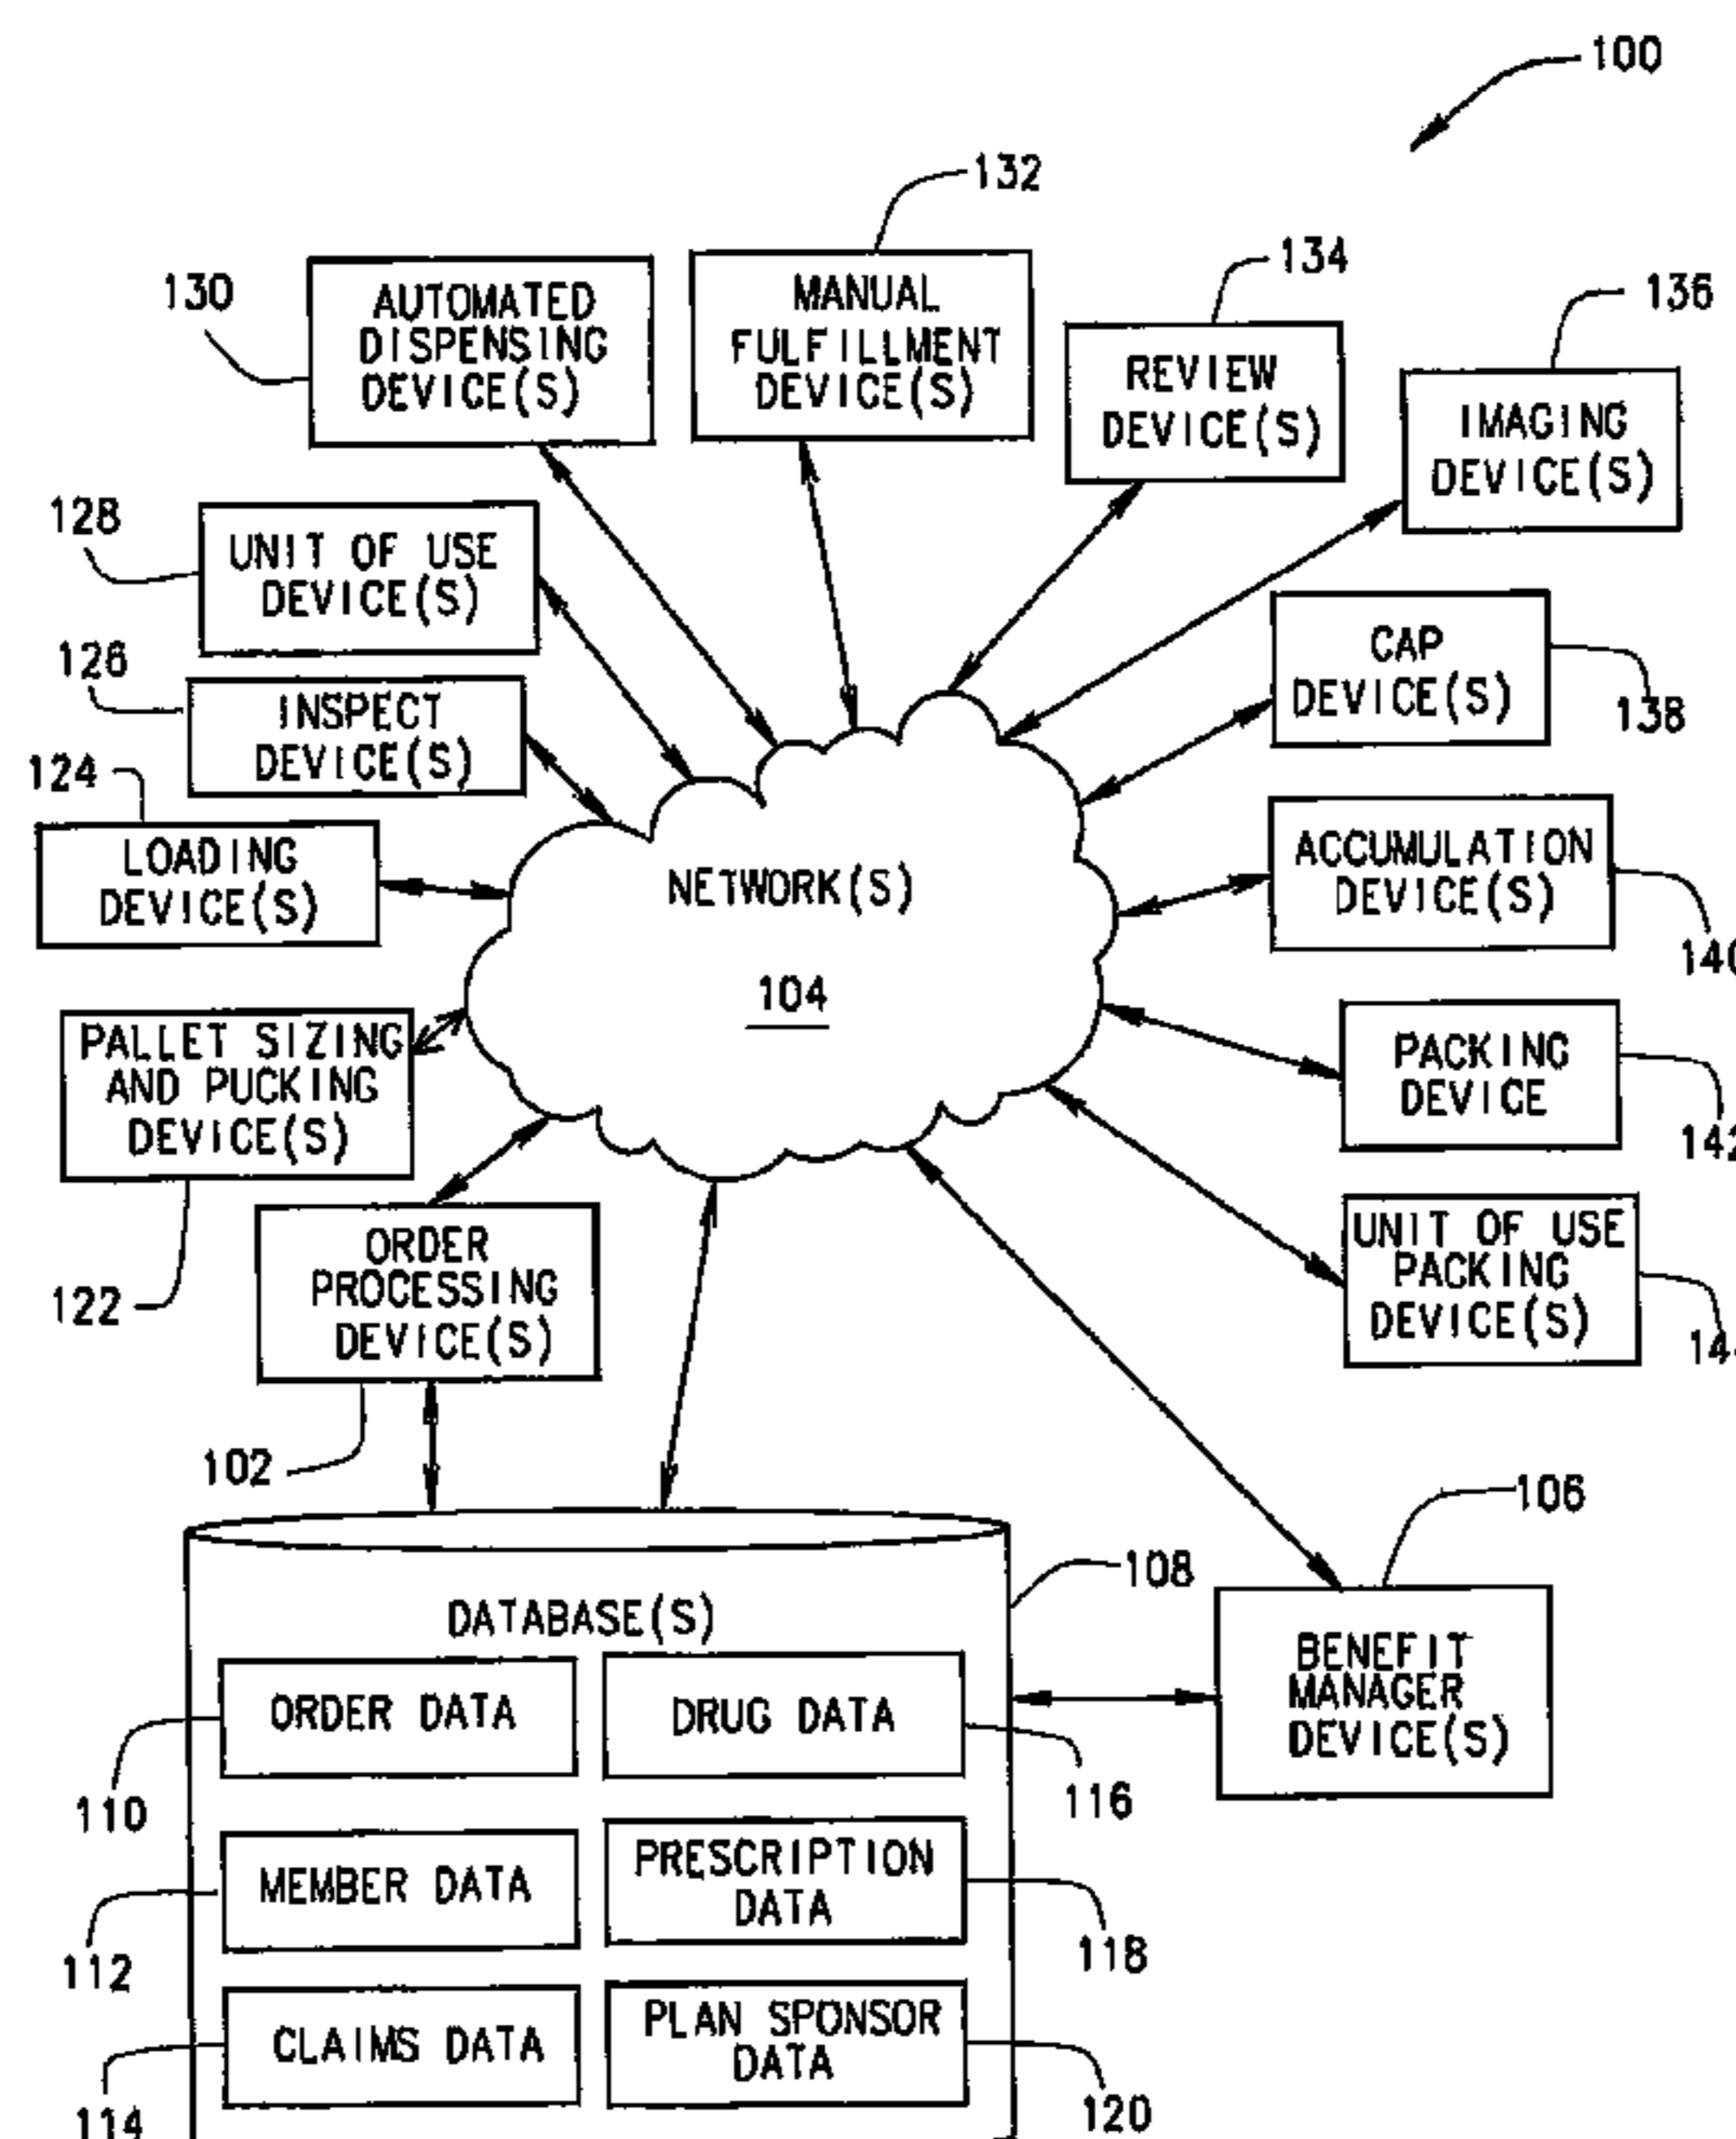 100
132
134
130
136
AUTOMATED
DISPENSING
DEVICE(S)
MANUAL
FULFILLMENT
DEVICE(S)
REVIEW
DEVICE(S)
IMAGING
DEVICE(S)
128
UNIT OF USE
DEVICE(S)
126
INSPECT
DEVICE(S)
CAP
DEVICE(S)
138
124
LOADING
DEVICE(S)
NETWORK(S)
104
ACCUMULATION
DEVICE(S)
140
PALLET SIZING
AND PUCKING
DEVICE(S)
122
PACKING
DEVICE
142
ORDER
PROCESSING
DEVICE(S)
102
UNIT OF USE
PACKING
DEVICE(S)
106
108
DATABASE(S)
BENEFIT
MANAGER
DEVICE(S)
ORDER DATA
110
DRUG DATA
116
MEMBER DATA
112
PRESCRIPTION
DATA
118
CLAIMS DATA
114
PLAN SPONSOR
DATA
120